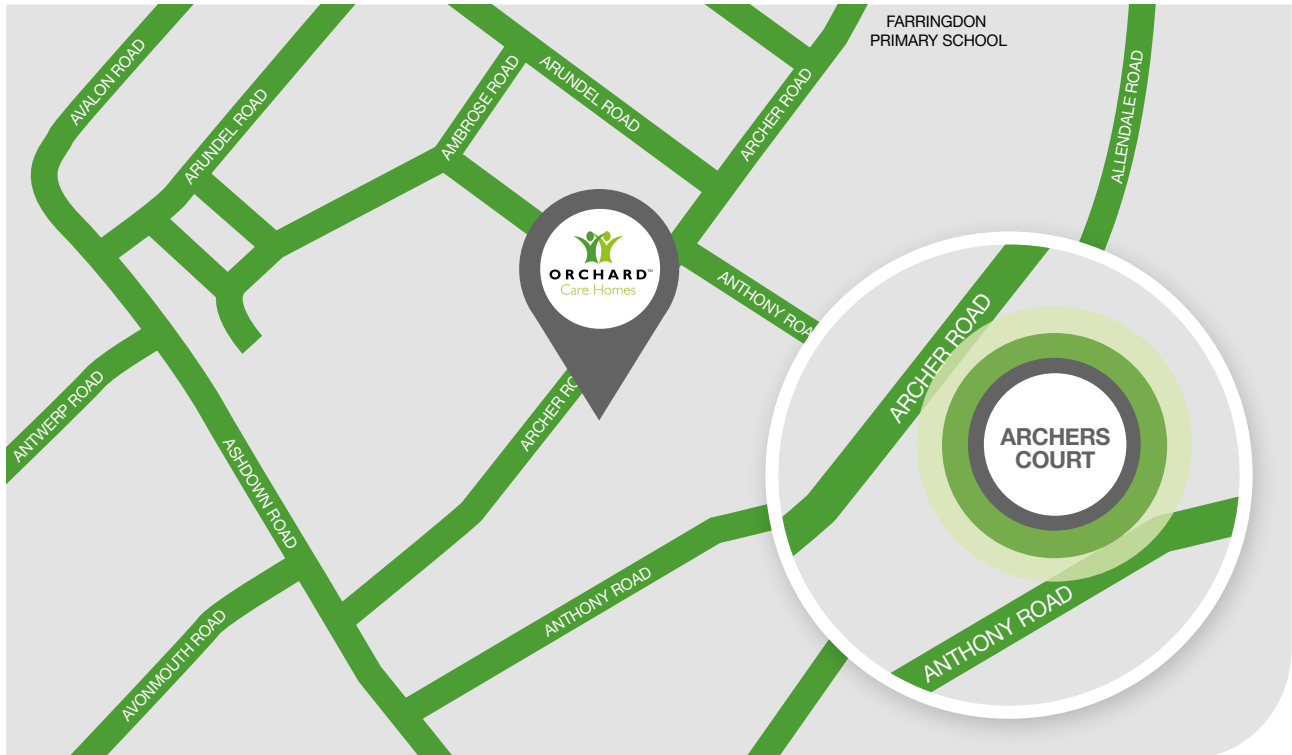 FARRINGDON
PRIMARY SCHOOL
AVALON ROAD
ARUNDEL ROAD
AMBROSE ROAD
ARUNDEL ROAD
ARCHER ROAD
ALLENDALE ROAD
ORCHARD™
Care Homes
ANTHONY ROA
ARCHER RO
ARCHER ROAD
ARCHERS
COURT
ANTWERP ROAD
ASHDOWN ROAD
ANTHONY ROAD
ANTHONY ROAD
AVONMOUTH ROAD